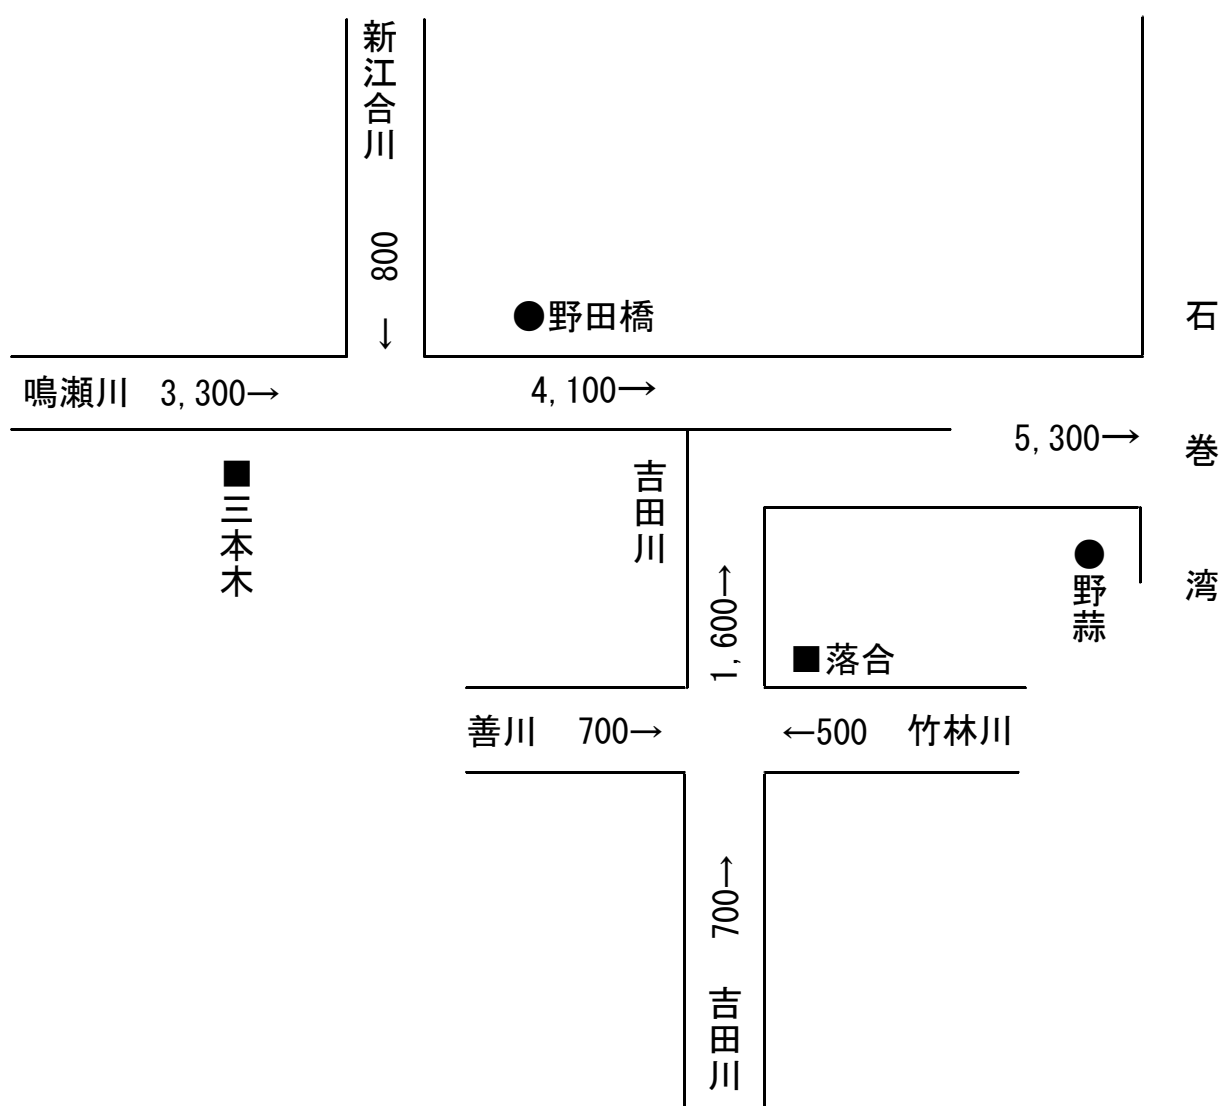 新江合川
800
↓
●野田橋
鳴瀬川 3,300→
4,100→
5,300→
石巻湾
■三本木
吉田川
1,600→
●野蒜
■落合
善川 700→
←500 竹林川
700→
吉田川